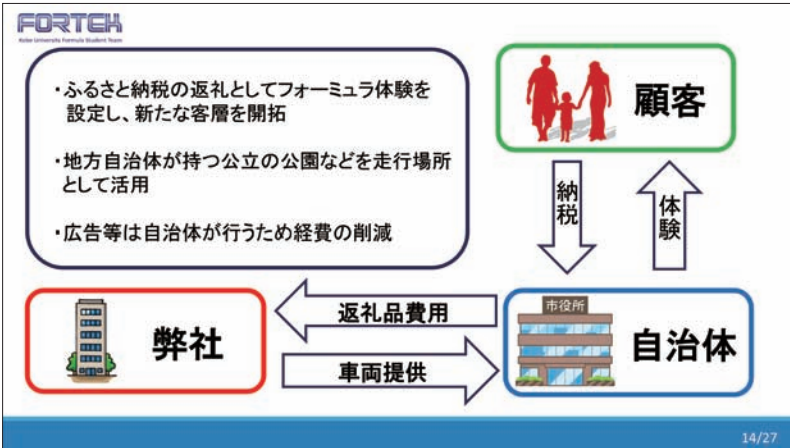 FORTEK
Kobe University Formula Student Team
・ふるさと納税の返礼としてフォーミュラ体験を
設定し、新たな客層を開拓
・地方自治体が持つ公立の公園などを走行場所
として活用
・広告等は自治体が行うため経費の削減
顧客
納税
体験
弊社
返礼品費用
車両提供
市役所
自治体
14/27